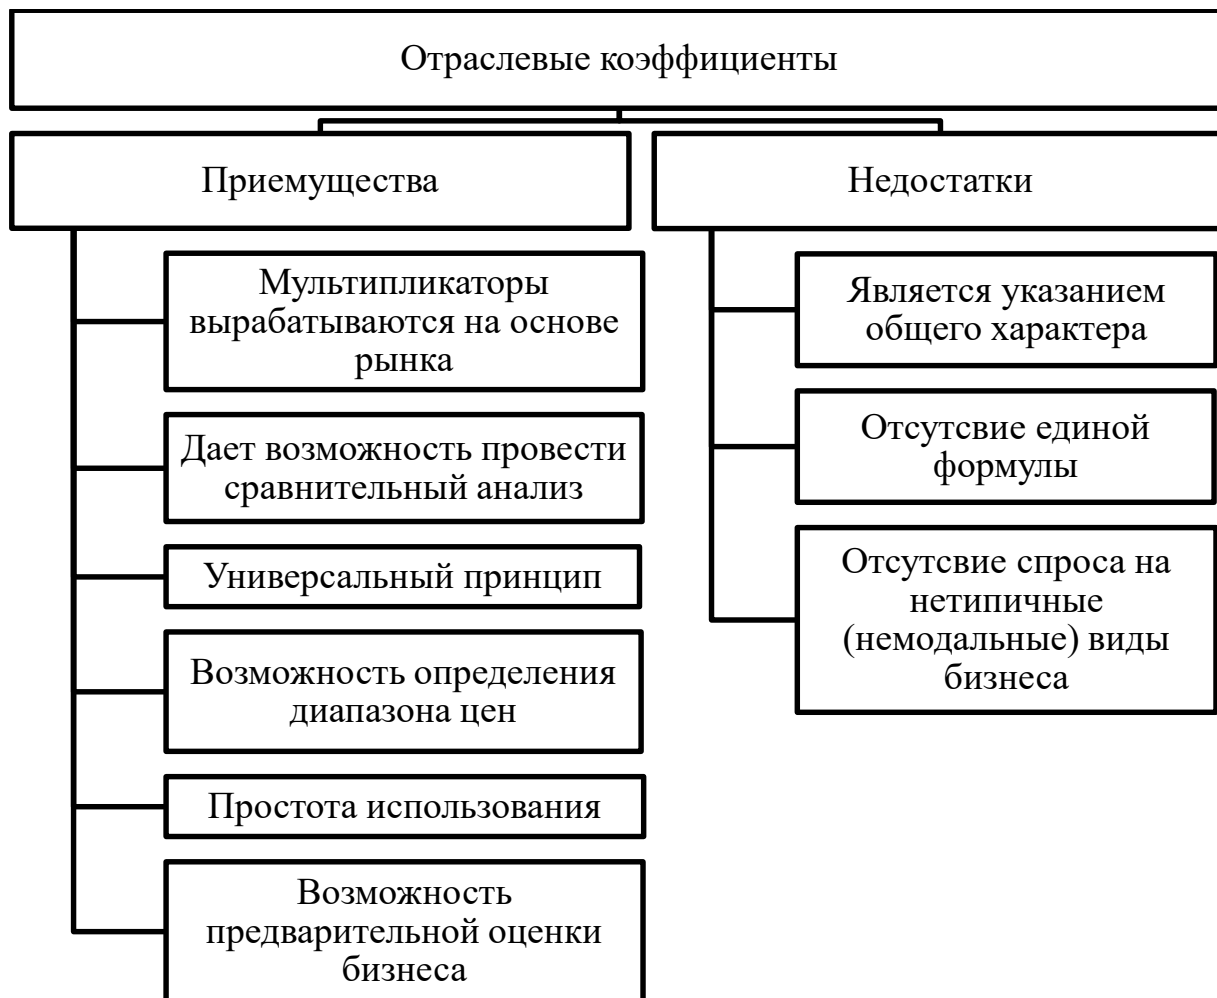 Отраслевые коэффициенты
Приемущества
Недостатки
Мультипликаторы
вырабатываются на основе
рынка
Дает возможность провести
сравнительный анализ
Универсальный принцип
Возможность определения
диапазона цен
Простота использования
Возможность
предварительной оценки
бизнеса
Является указанием
общего характера
Отсутсвие единой
формулы
Отсутсвие спроса на
нетипичные
(немодальные) виды
бизнеса